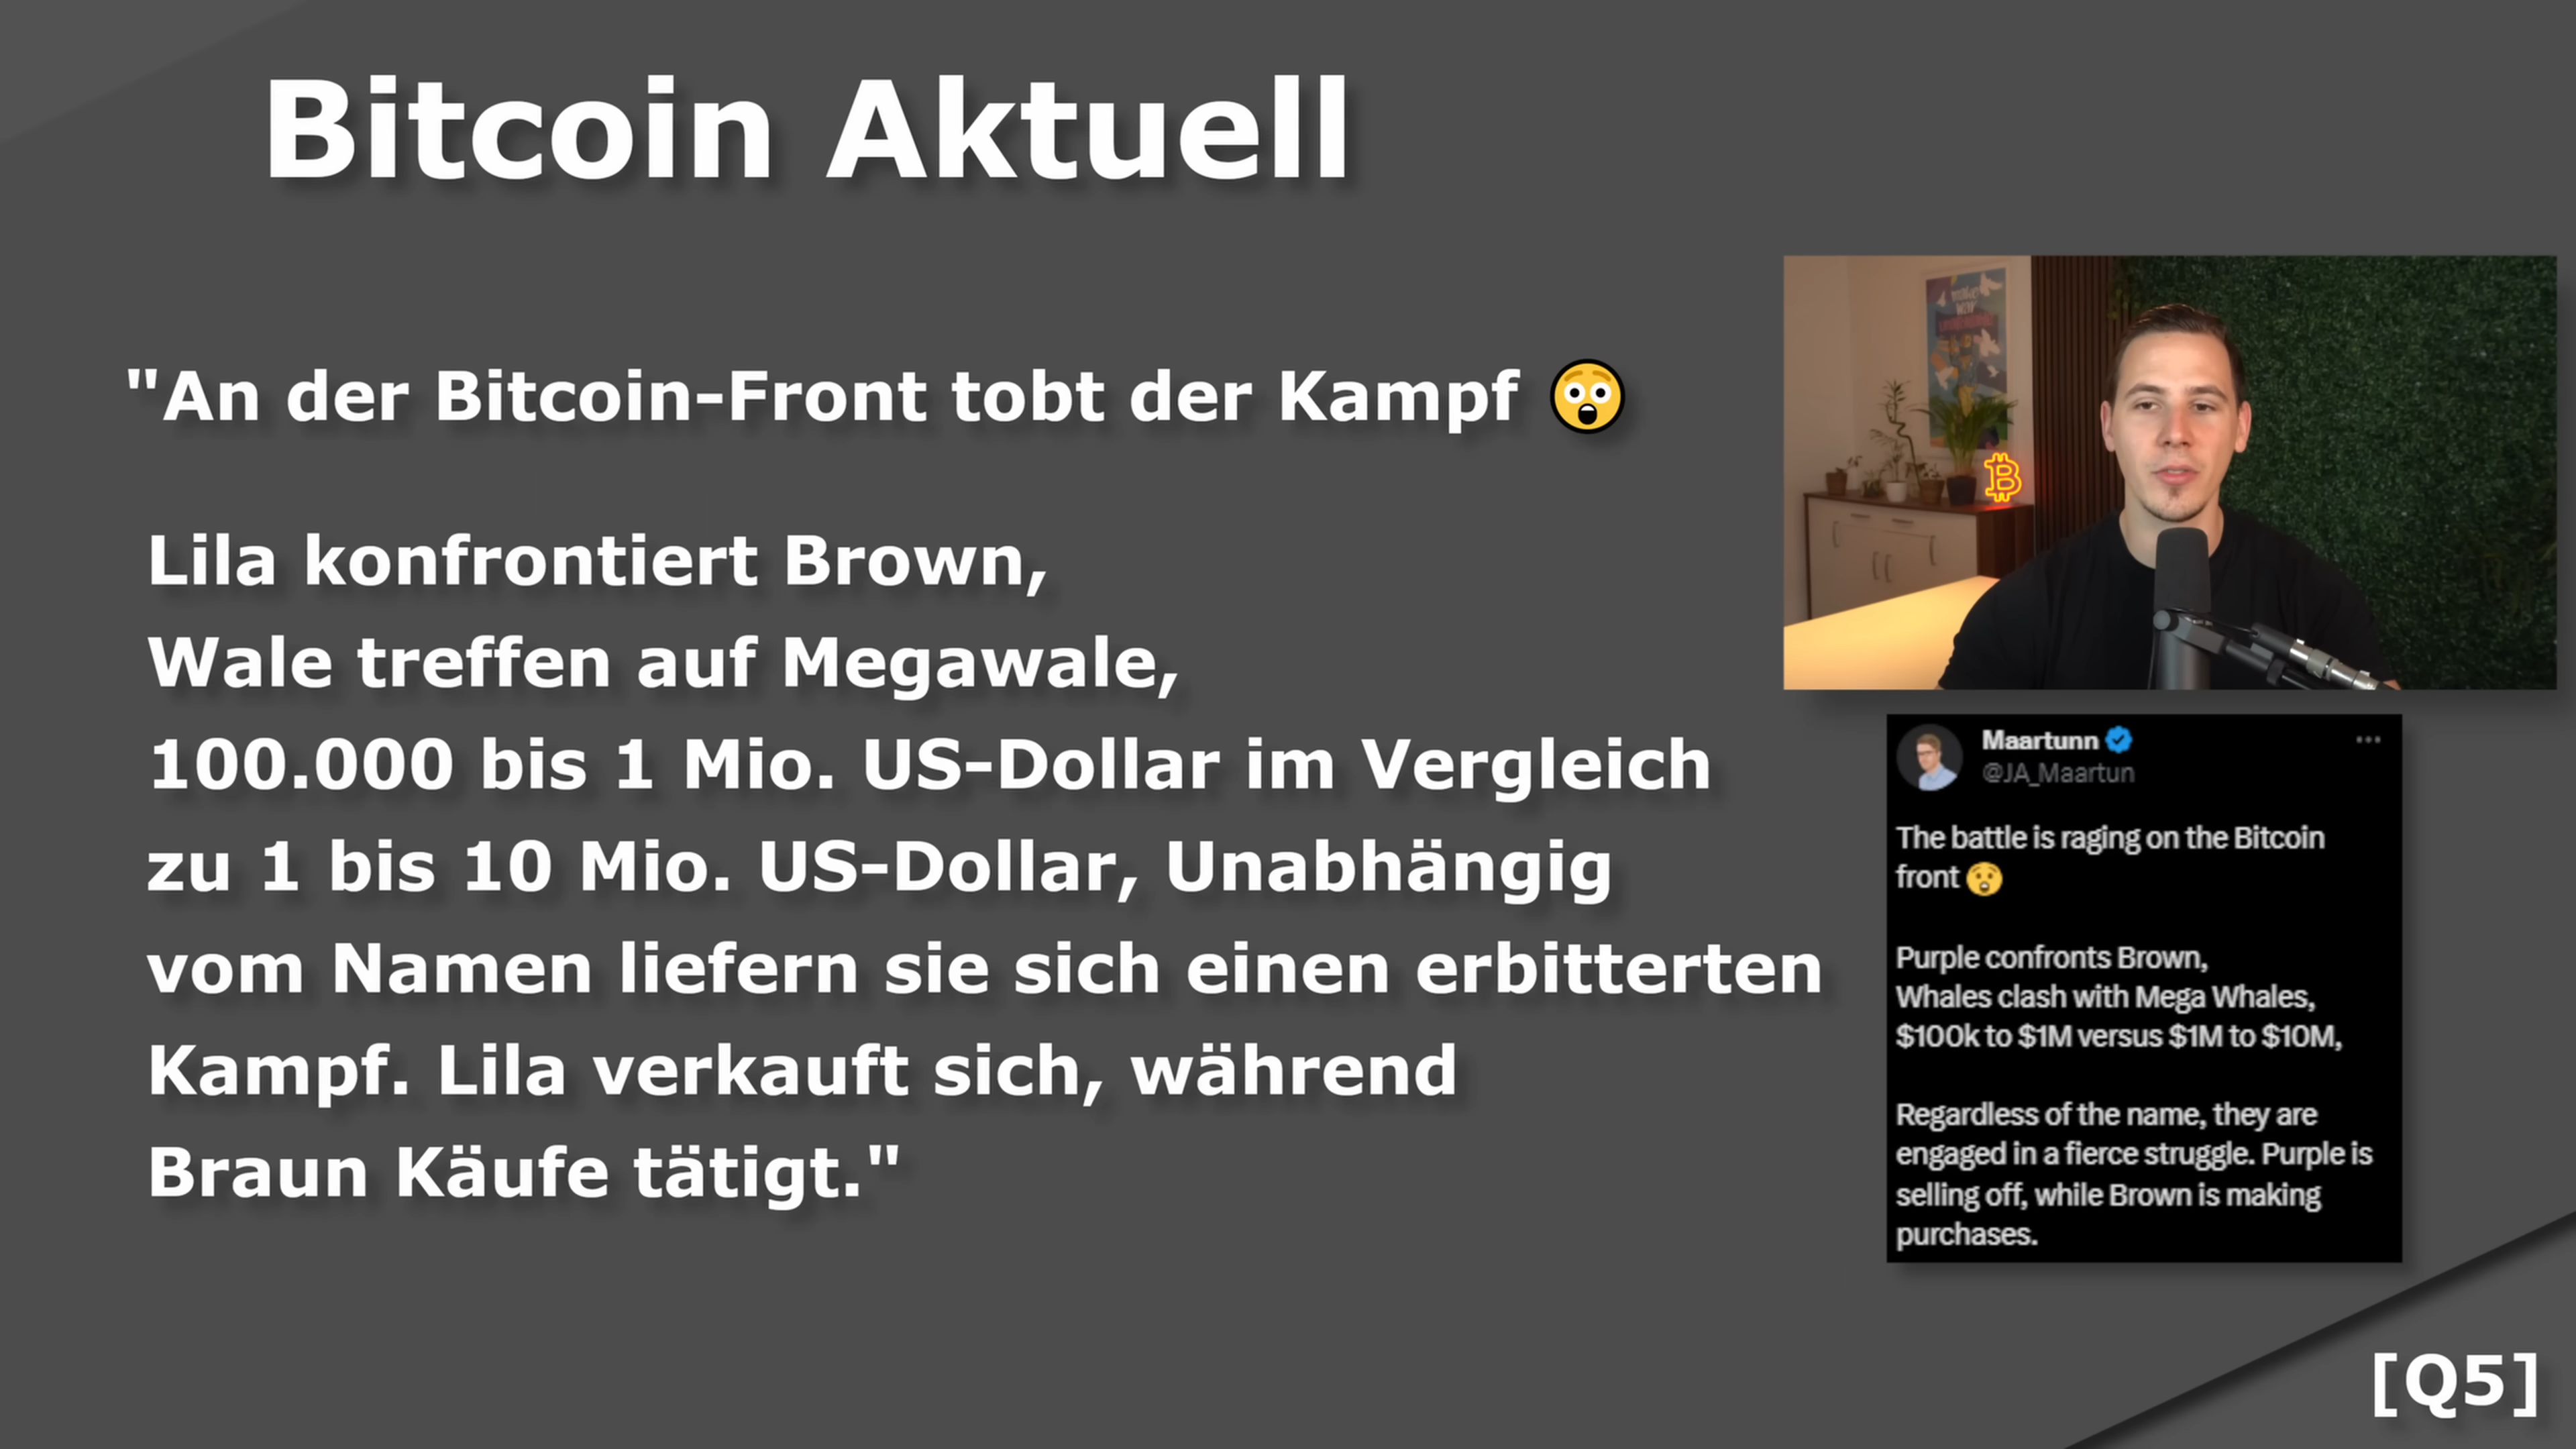 Bitcoin Aktuell
"An der Bitcoin-Front tobt der Kampf 😲
Lila konfrontiert Brown,
Wale treffen auf Megawale,
100.000 bis 1 Mio. US-Dollar im Vergleich
zu 1 bis 10 Mio. US-Dollar, Unabhängig
vom Namen liefern sie sich einen erbitterten
Kampf. Lila verkauft sich, während
Braun Käufe tätigt."
Maartunn
@JA_Maartun
The battle is raging on the Bitcoin
front 😲
Purple confronts Brown,
Whales clash with Mega Whales,
$100k to $1M versus $1M to $10M,
Regardless of the name, they are
engaged in a fierce struggle. Purple is
selling off, while Brown is making
purchases.
[Q5]